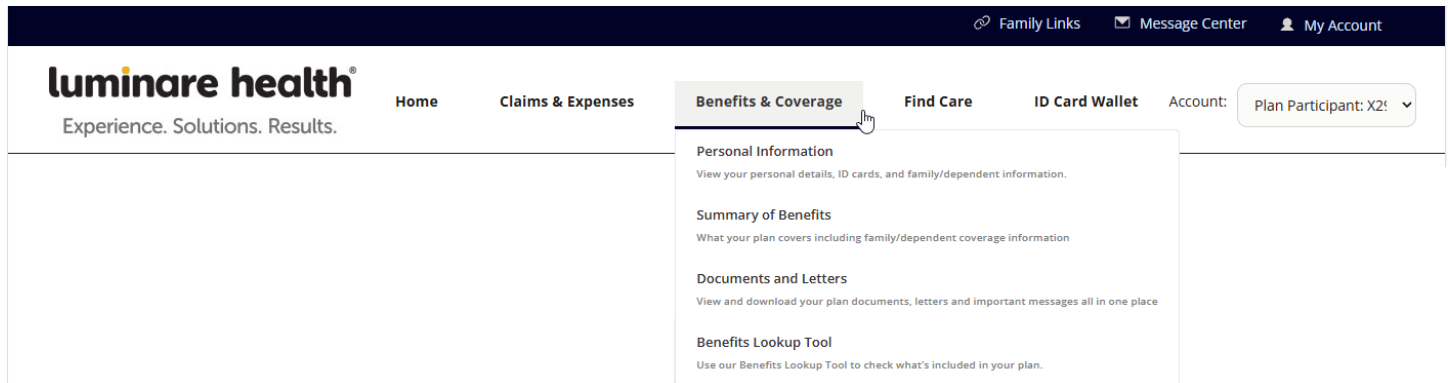 Family Links Message Center My Account
luminare health®
Experience. Solutions. Results.
Home Claims & Expenses Benefits & Coverage Find Care ID Card Wallet Account: Plan Participant: X29
Personal Information
View your personal details, ID cards, and family/dependent information.
Summary of Benefits
What your plan covers including family/dependent coverage information
Documents and Letters
View and download your plan documents, letters and important messages all in one place
Benefits Lookup Tool
Use our Benefits Lookup Tool to check what's included in your plan.